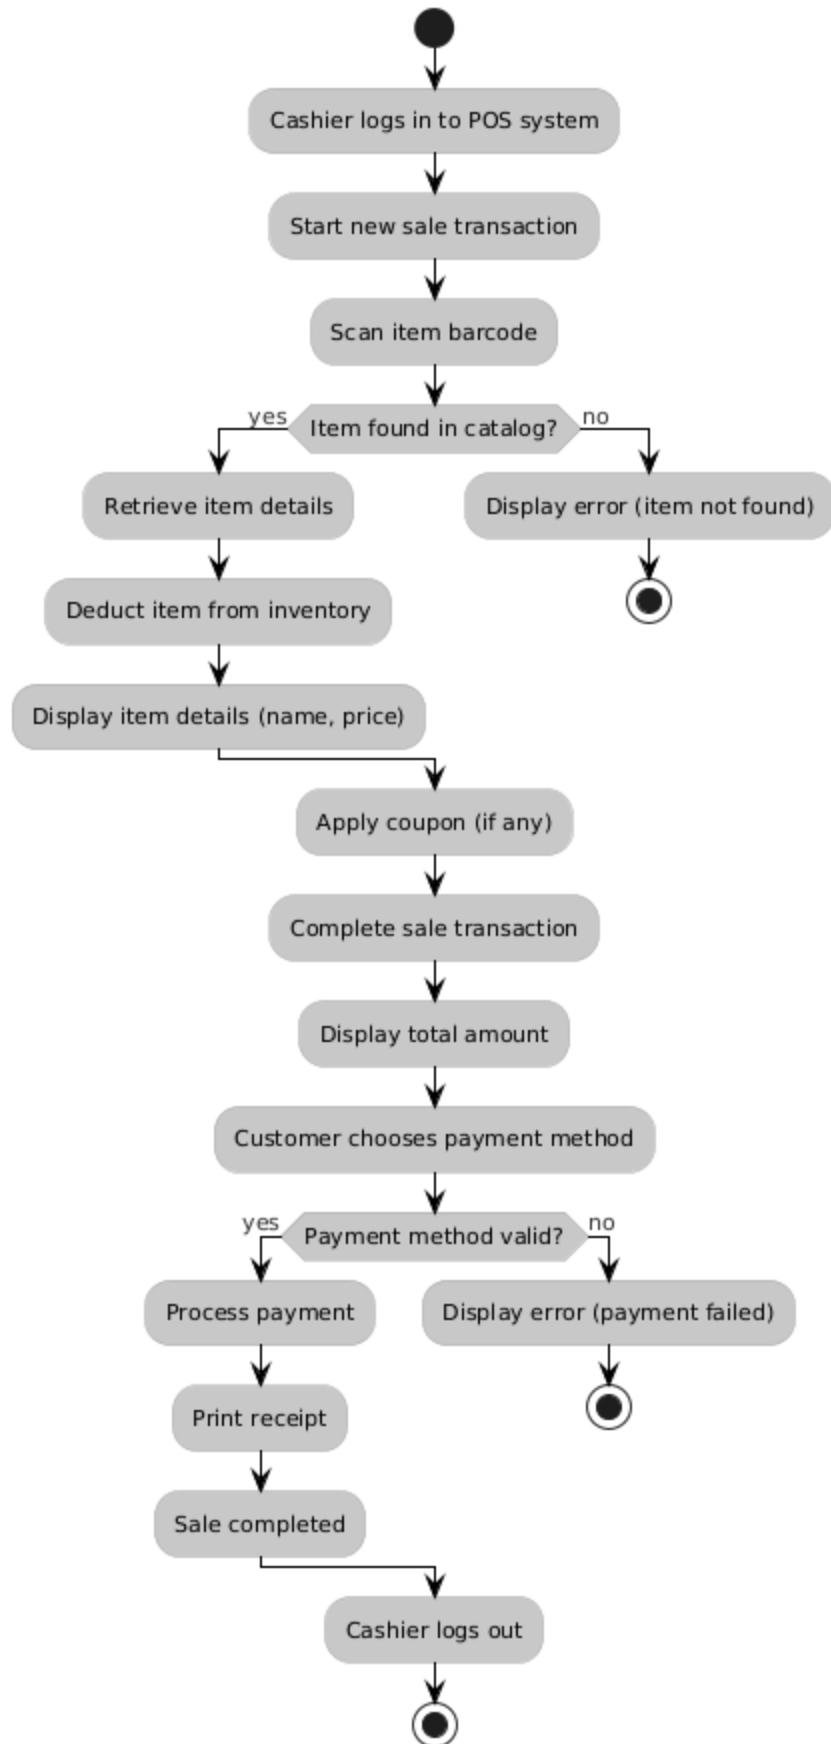 Cashier logs in to POS system
Start new sale transaction
Scan item barcode
yes
Item found in catalog?
no
Retrieve item details
Display error (item not found)
Deduct item from inventory
Display item details (name, price)
Apply coupon (if any)
Complete sale transaction
Display total amount
Customer chooses payment method
yes
Payment method valid?
no
Process payment
Display error (payment failed)
Print receipt
Sale completed
Cashier logs out